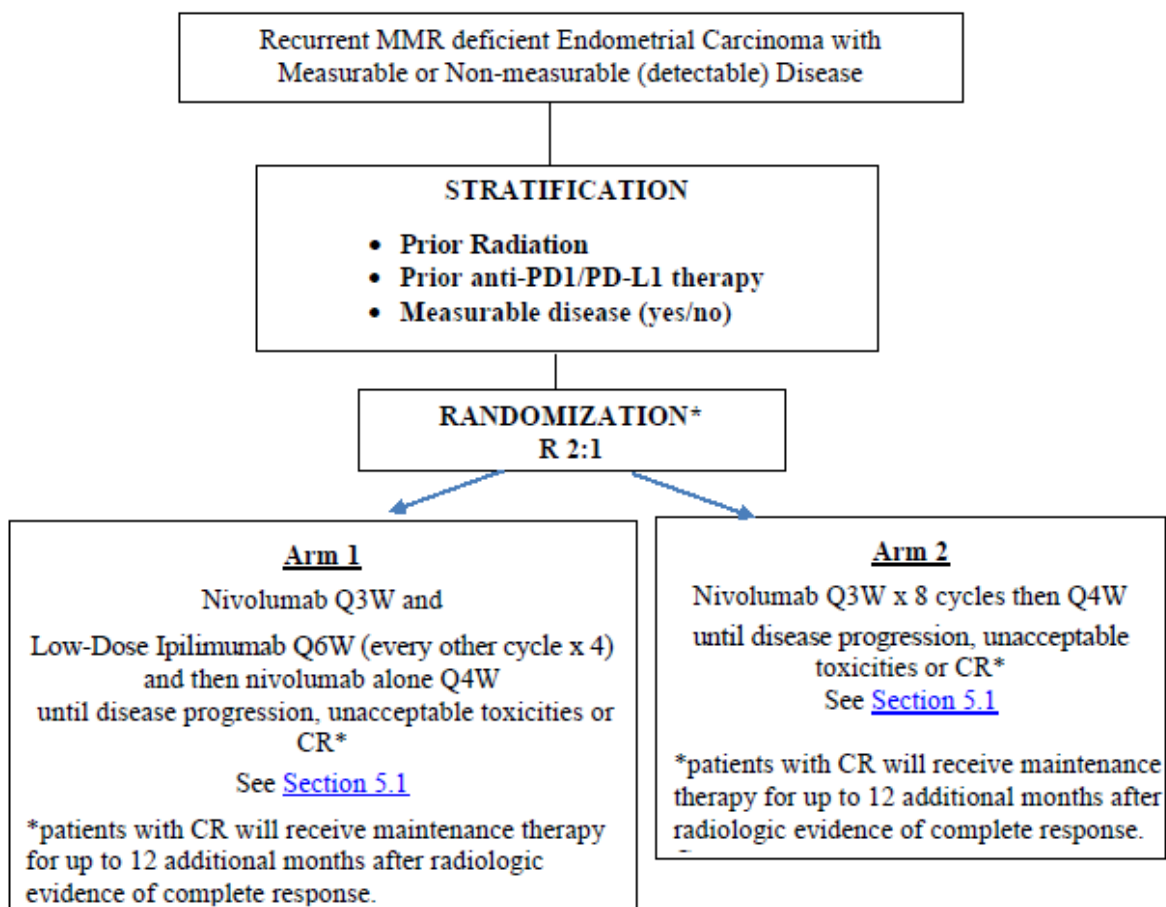 Recurrent MMR deficient Endometrial Carcinoma with
Measurable or Non-measurable (detectable) Disease
STRATIFICATION
• Prior Radiation
• Prior anti-PD1/PD-L1 therapy
• Measurable disease (yes/no)
RANDOMIZATION*
R 2:1
Arm 1
Nivolumab Q3W and
Low-Dose Ipilimumab Q6W (every other cycle x 4)
and then nivolumab alone Q4W
until disease progression, unacceptable toxicities or
CR*
See Section 5.1
*patients with CR will receive maintenance therapy
for up to 12 additional months after radiologic
evidence of complete response.
Arm 2
Nivolumab Q3W x 8 cycles then Q4W
until disease progression, unacceptable
toxicities or CR*
See Section 5.1
*patients with CR will receive maintenance
therapy for up to 12 additional months after
radiologic evidence of complete response.